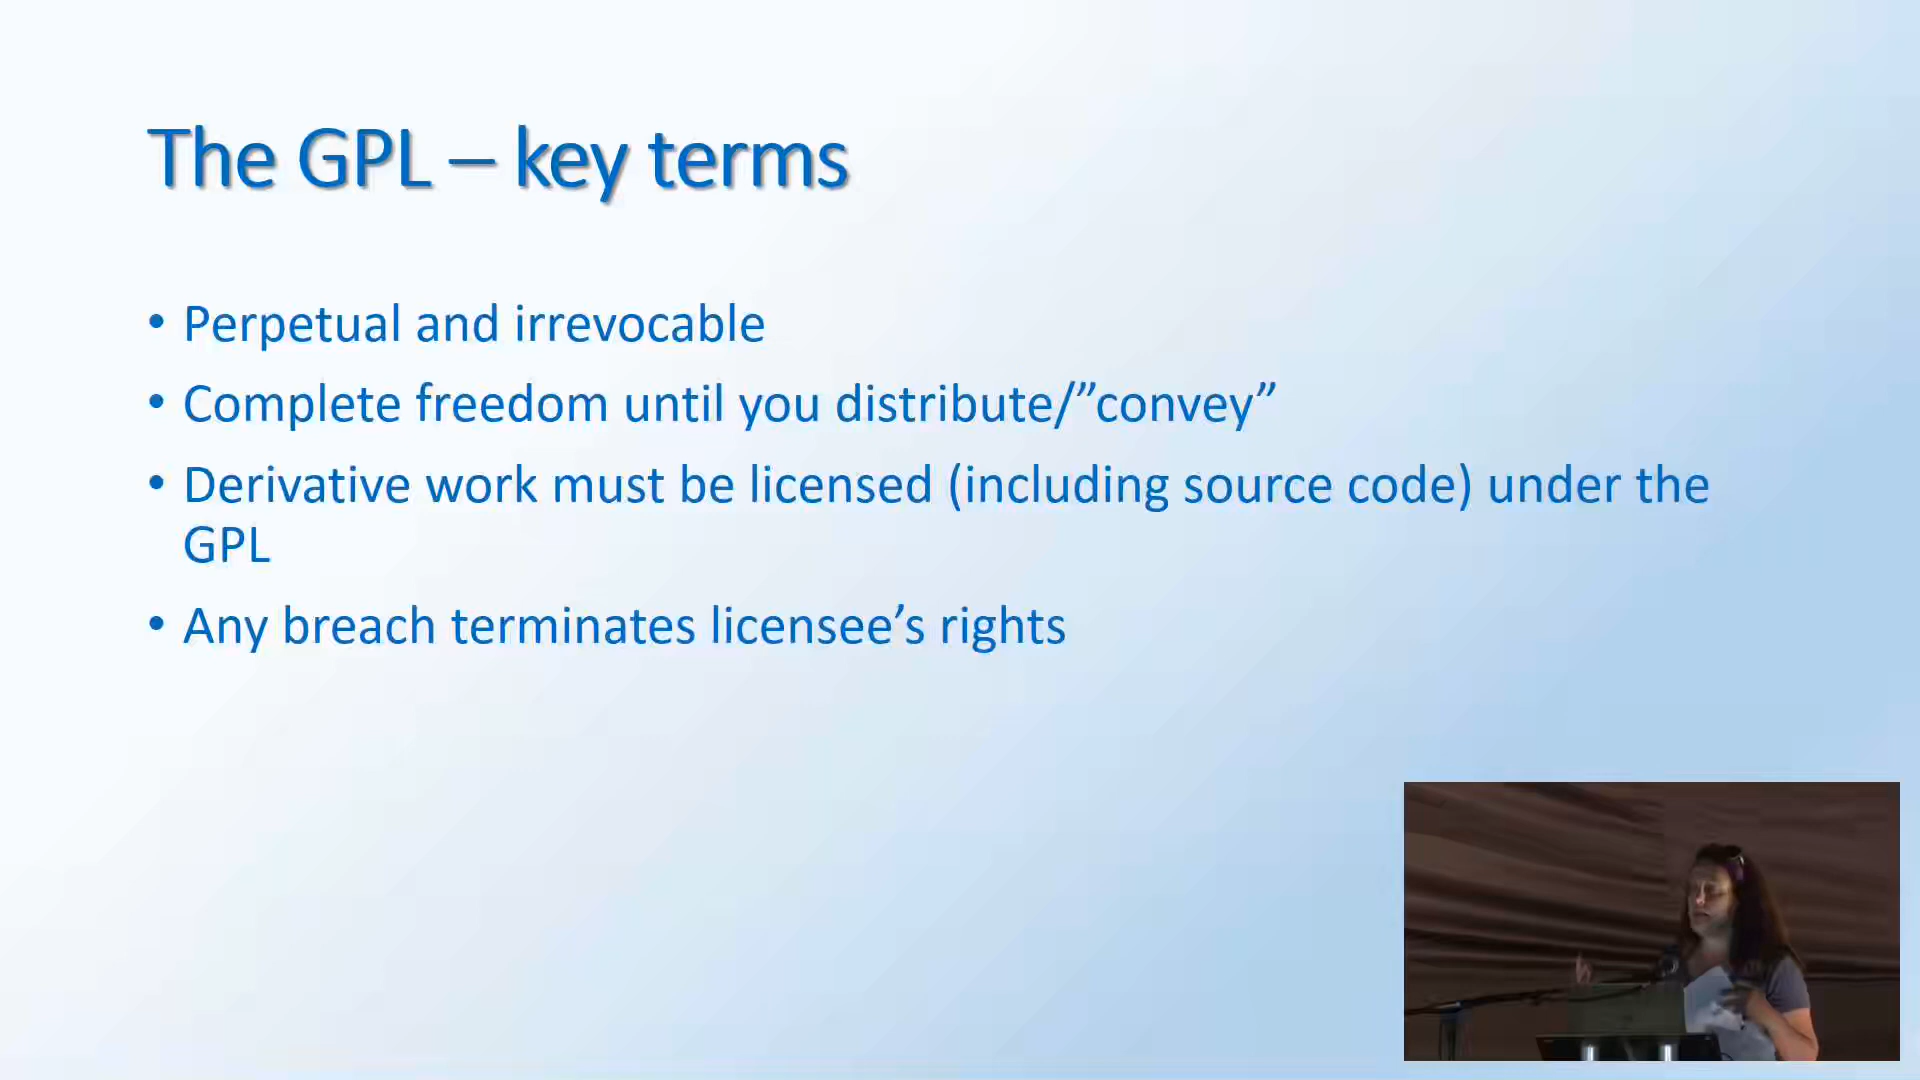 The GPL – key terms
• Perpetual and irrevocable
• Complete freedom until you distribute/”convey”
• Derivative work must be licensed (including source code) under the
GPL
• Any breach terminates licensee’s rights